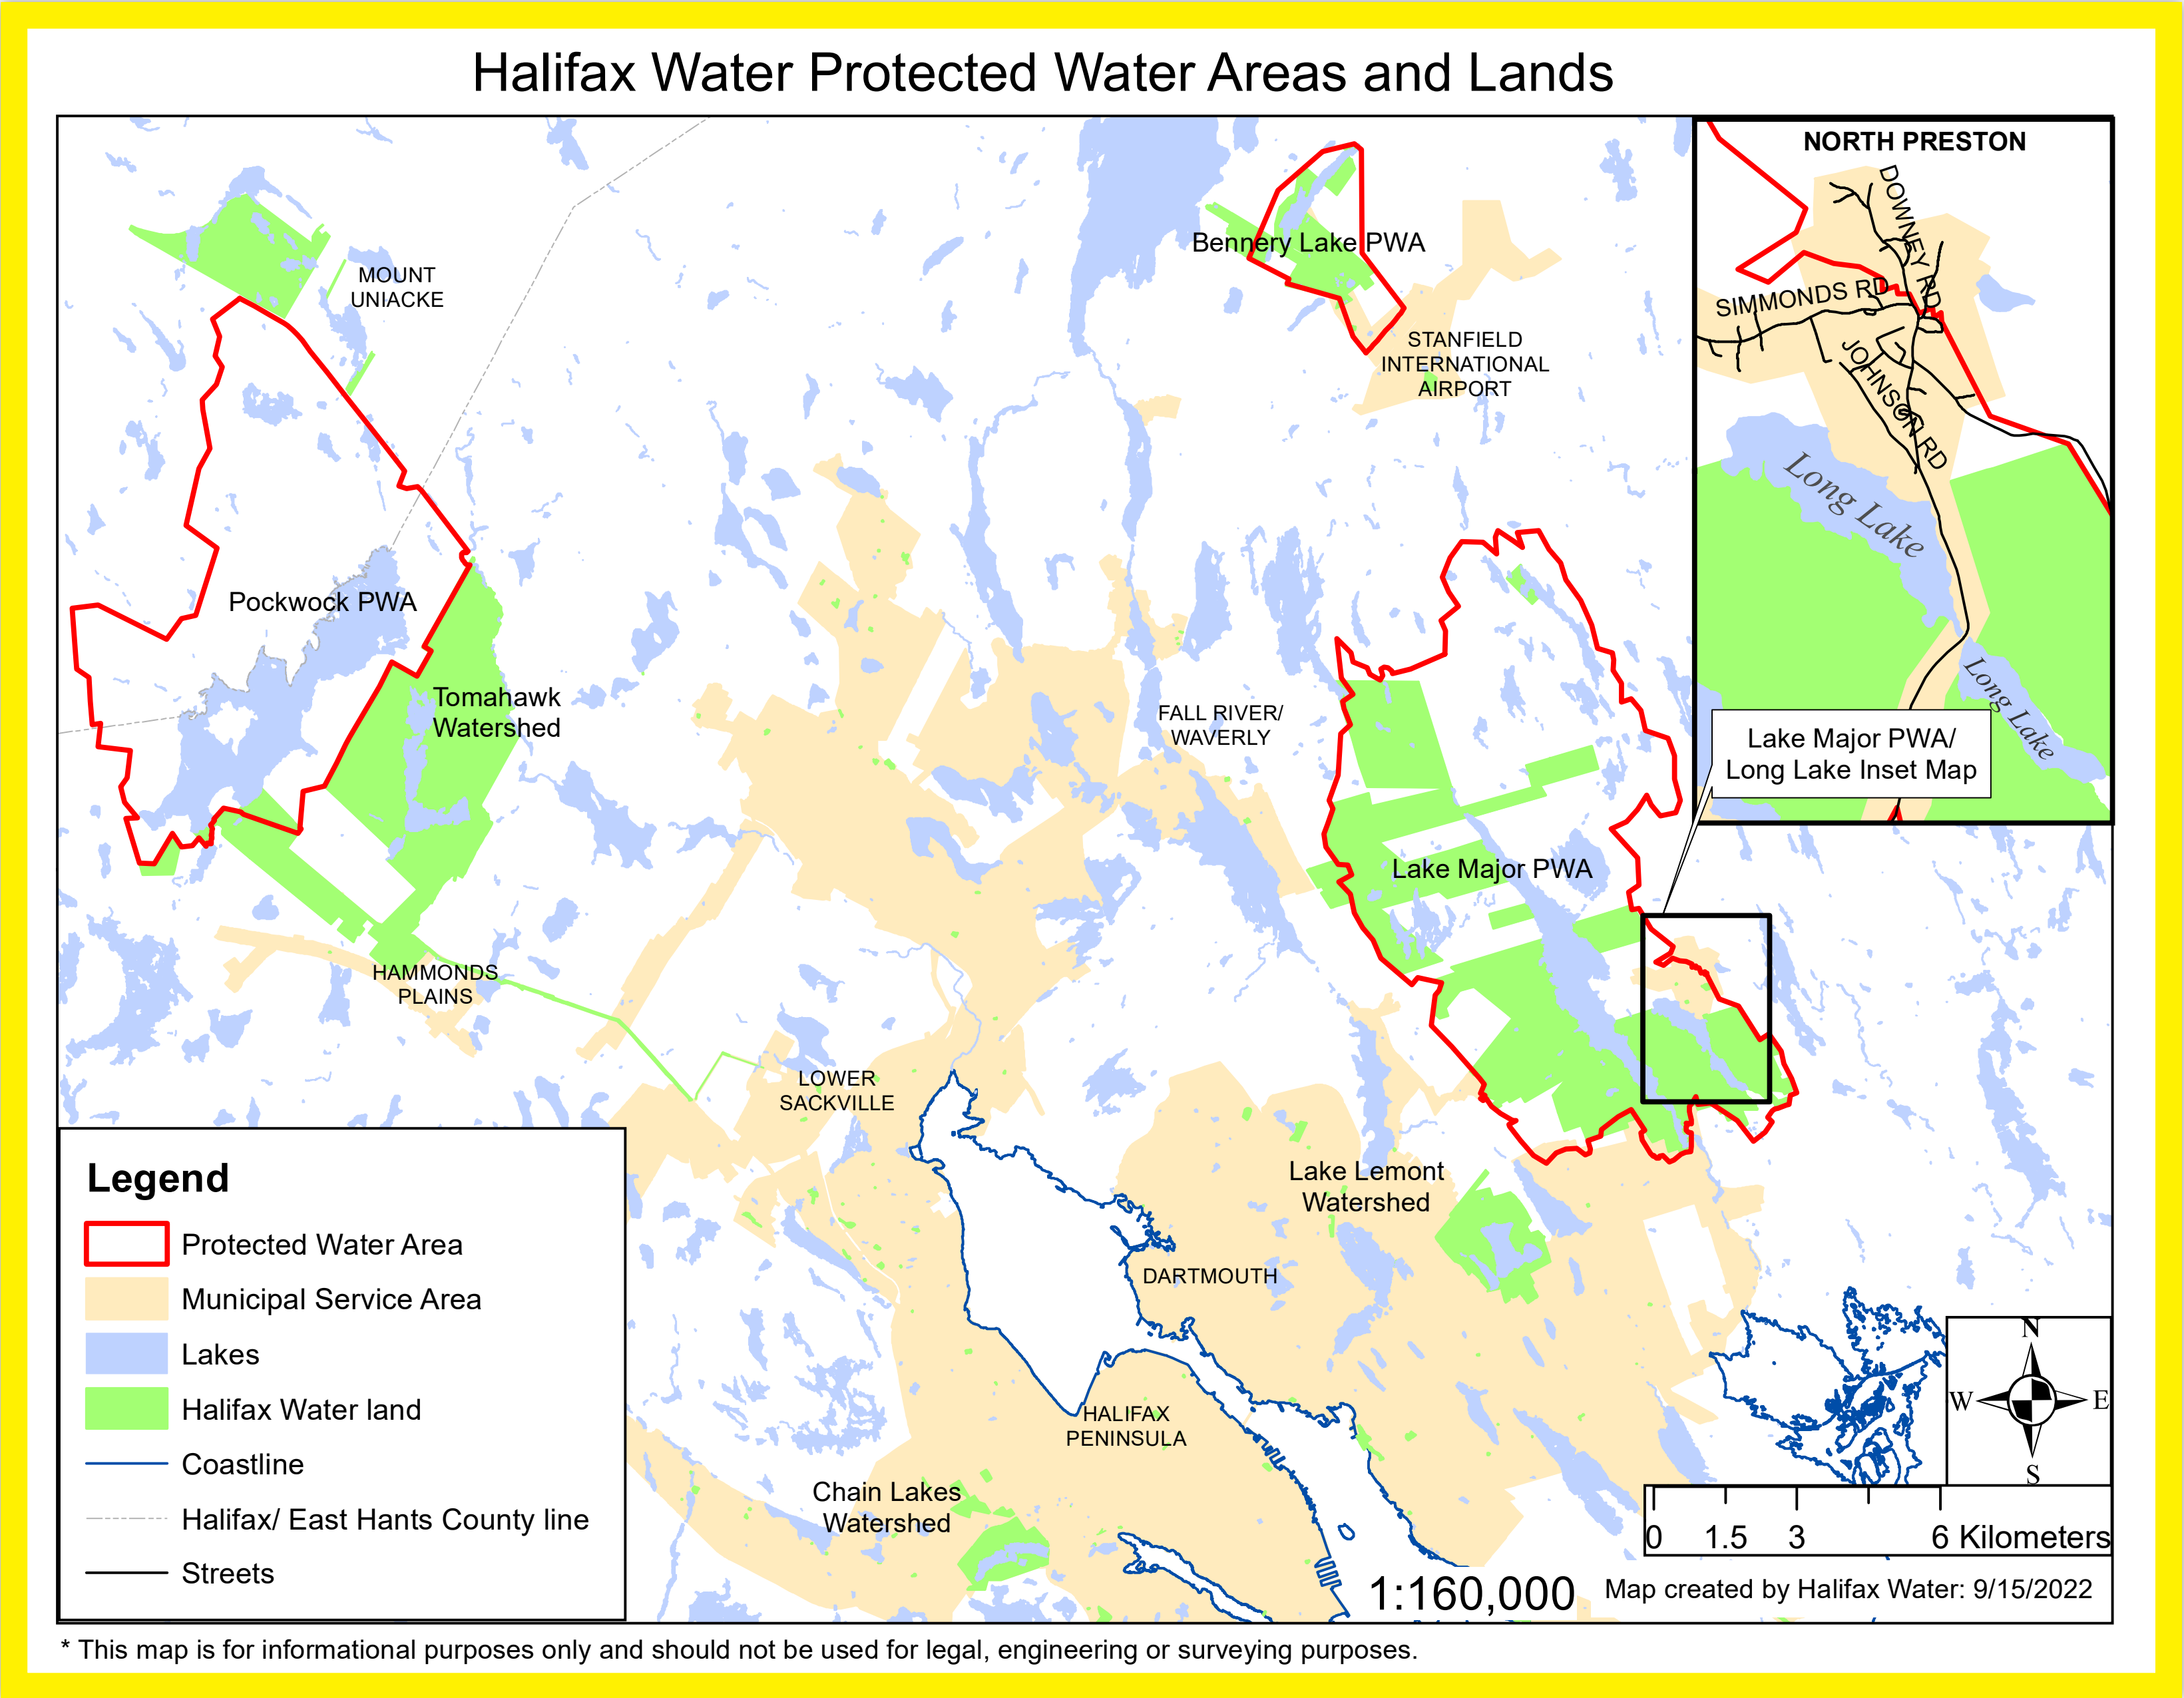 Halifax Water Protected Water Areas and Lands
NORTH PRESTON
DOWNEY RD
SIMMONDS RD
JOHNSON RD
Long Lake
Long Lake
Lake Major PWA/
Long Lake Inset Map
Bennery Lake PWA
MOUNT
UNIACKE
STANFIELD
INTERNATIONAL
AIRPORT
Pockwock PWA
Tomahawk
Watershed
FALL RIVER/
WAVERLY
Lake Major PWA
HAMMONDS
PLAINS
LOWER
SACKVILLE
Lake Lemont
Watershed
DARTMOUTH
HALIFAX
PENINSULA
Chain Lakes
Watershed
Legend
Protected Water Area
Municipal Service Area
Lakes
Halifax Water land
Coastline
Halifax/ East Hants County line
Streets
N
W E
S
0 1.5 3 6 Kilometers
1:160,000 Map created by Halifax Water: 9/15/2022
* This map is for informational purposes only and should not be used for legal, engineering or surveying purposes.